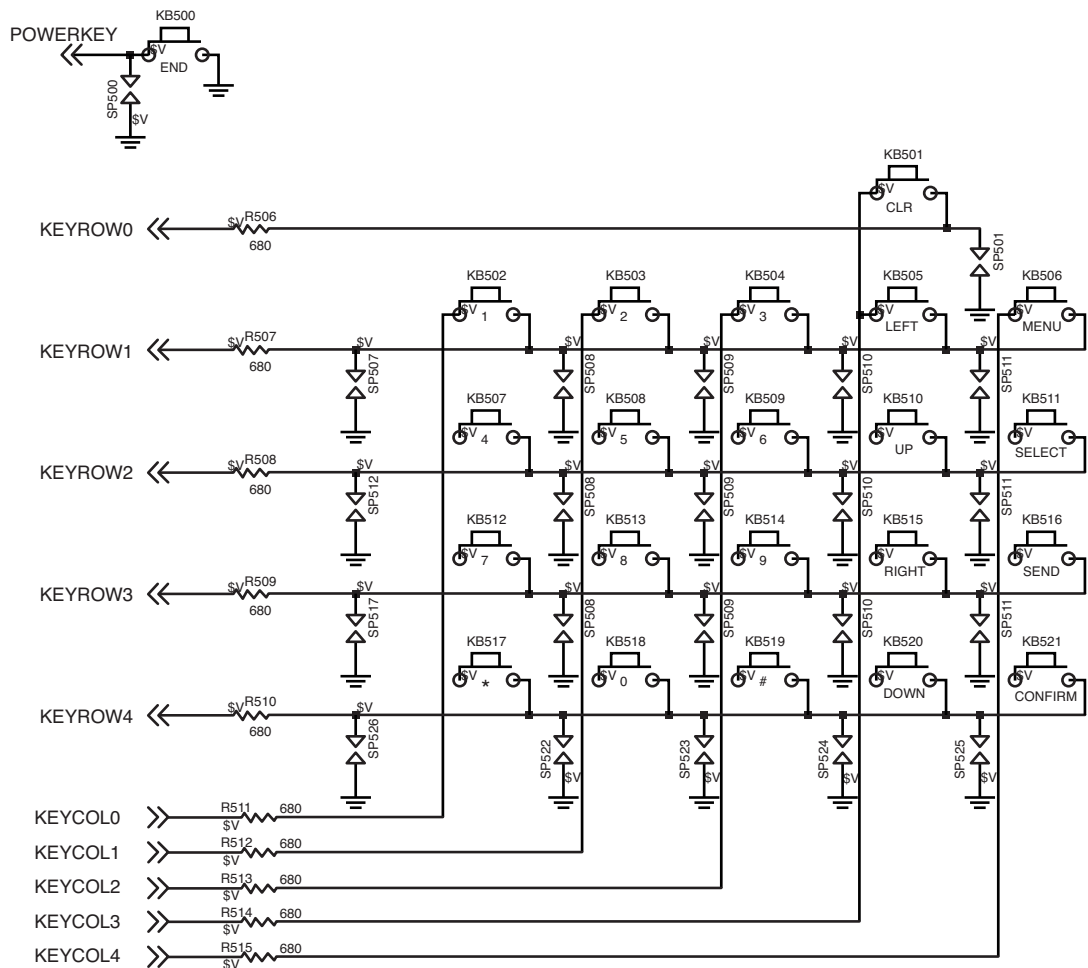 KB500
POWERKEY
$V
END
SP500
$V
KB501
$V
CLR
KEYROW0
$V
R506
680
SP501
KB502
KB503
KB504
KB505
KB506
$V 1
$V 2
$V 3
$V
LEFT
$V
MENU
KEYROW1
$V
R507
680
$V
$V
$V
$V
$V
SP507
SP508
SP509
SP510
SP511
KB507
KB508
KB509
KB510
KB511
$V 4
$V 5
$V 6
$V
UP
$V
SELECT
KEYROW2
$V
R508
680
$V
$V
$V
$V
$V
SP512
SP508
SP509
SP510
SP511
KB512
KB513
KB514
KB515
KB516
$V 7
$V 8
$V 9
$V
RIGHT
$V
SEND
KEYROW3
$V
R509
680
$V
$V
$V
$V
$V
SP517
SP508
SP509
SP510
SP511
KB517
KB518
KB519
KB520
KB521
$V *
$V 0
$V #
$V
DOWN
$V
CONFIRM
KEYROW4
$V
R510
680
$V
SP526
SP522
SP523
SP524
SP525
$V
$V
$V
$V
KEYCOL0
R511
$V
680
KEYCOL1
R512
$V
680
KEYCOL2
R513
$V
680
KEYCOL3
R514
$V
680
KEYCOL4
R515
$V
680